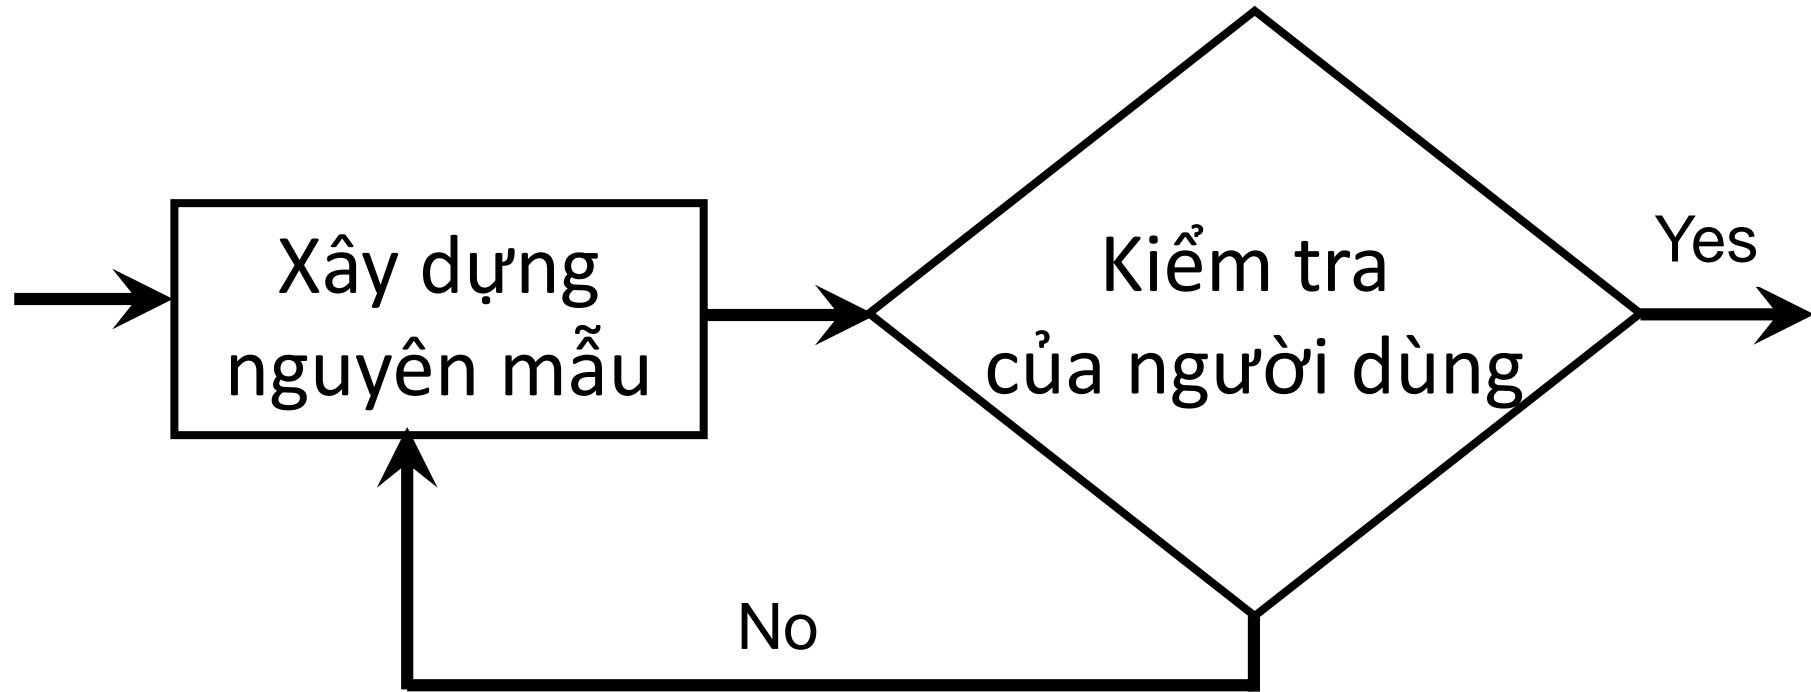 Xây dựng
nguyên mẫu
Kiểm tra
của người dùng
Yes
No